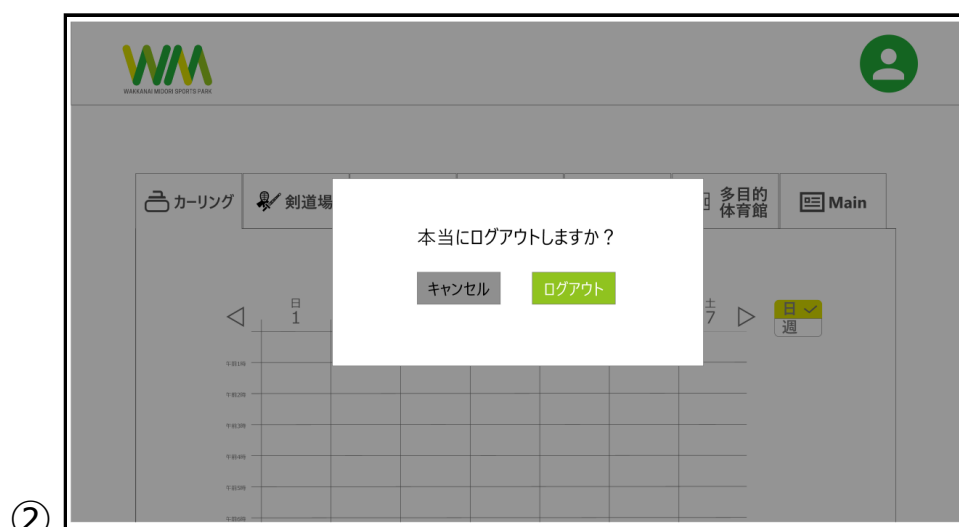 WAKKANAI MIDORI SPORTS PARK
カーリング
剣道場
多目的
体育館
Main
本当にログアウトしますか？
キャンセル
ログアウト
日
1
土
7
日
週
②